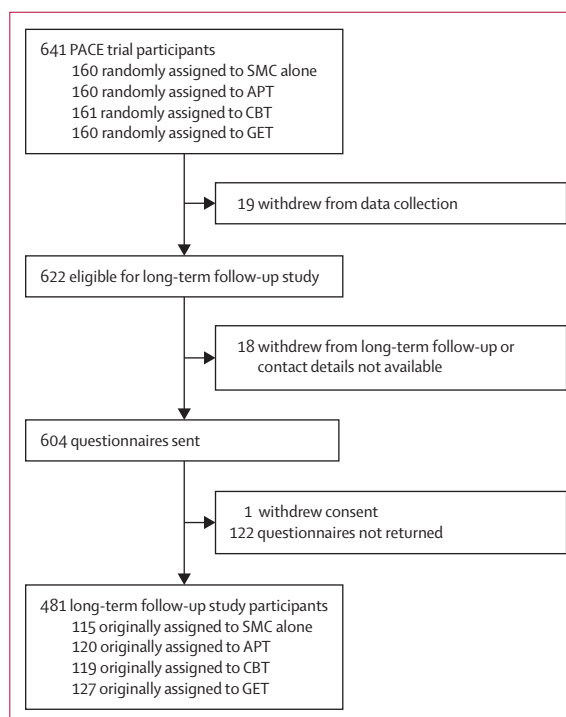 641 PACE trial participants
160 randomly assigned to SMC alone
160 randomly assigned to APT
161 randomly assigned to CBT
160 randomly assigned to GET
19 withdrew from data collection
622 eligible for long-term follow-up study
18 withdrew from long-term follow-up or
contact details not available
604 questionnaires sent
1 withdrew consent
122 questionnaires not returned
481 long-term follow-up study participants
115 originally assigned to SMC alone
120 originally assigned to APT
119 originally assigned to CBT
127 originally assigned to GET